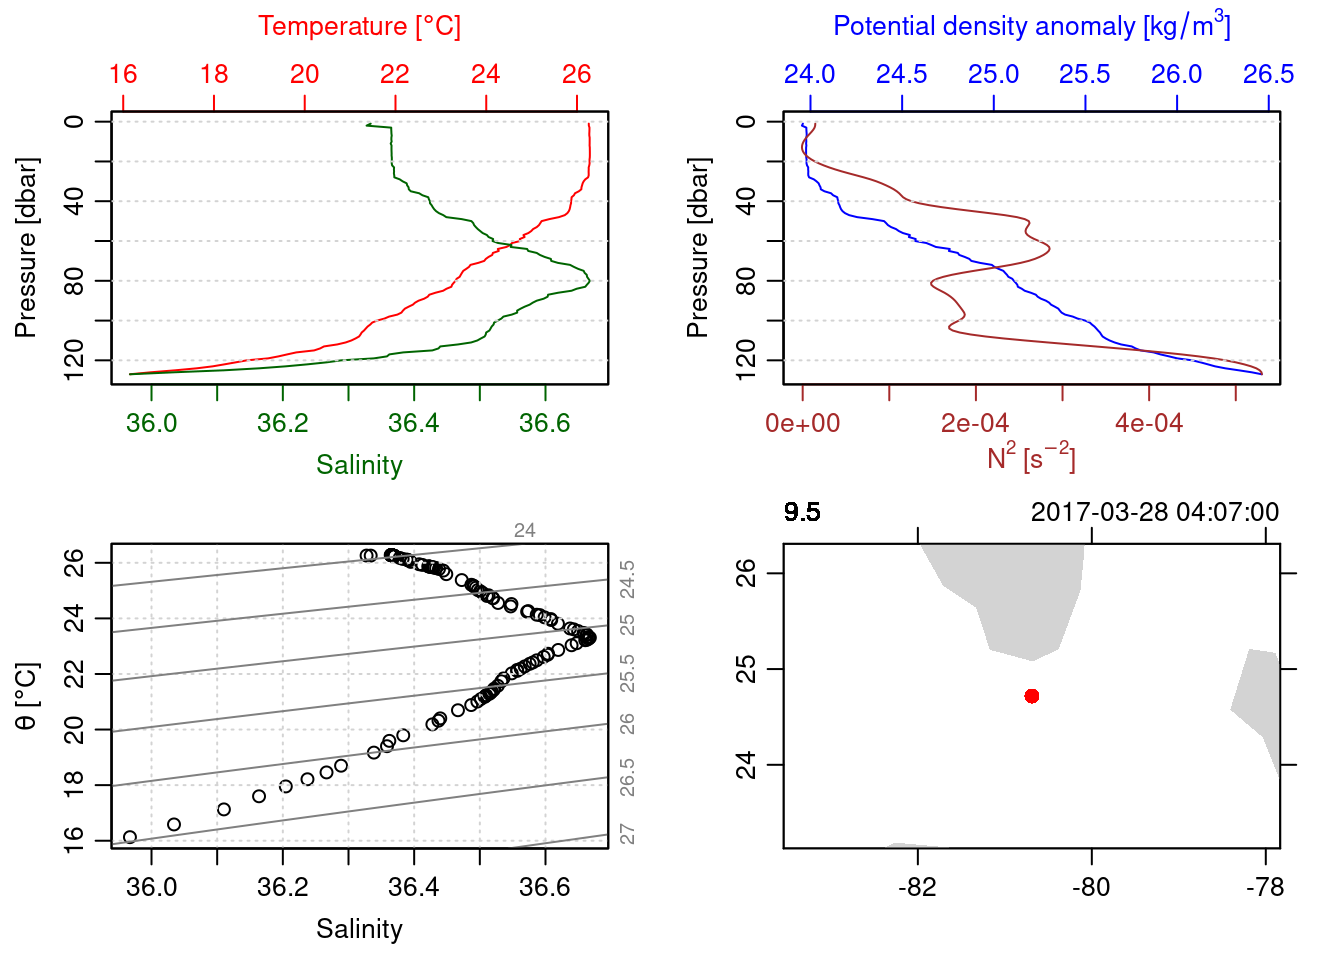 Temperature [°C]
16 18 20 22 24 26
Pressure [dbar]
0 40 80 120
36.0 36.2 36.4 36.6
Salinity
Potential density anomaly [kg/m³]
24.0 24.5 25.0 25.5 26.0 26.5
Pressure [dbar]
0 40 80 120
0e+00 2e-04 4e-04
N² [s⁻²]
24
24.5
25
25.5
26
26.5
27
θ [°C]
26 24 22 20 18 16
36.0 36.2 36.4 36.6
Salinity
9.5 2017-03-28 04:07:00
26 25 24
-82 -80 -78